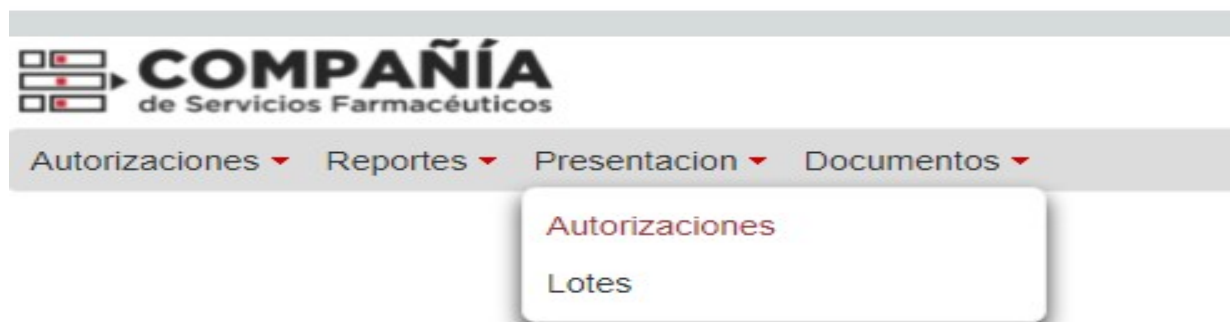 COMPAÑÍA
de Servicios Farmacéuticos
Autorizaciones Reportes Presentacion Documentos
Autorizaciones
Lotes